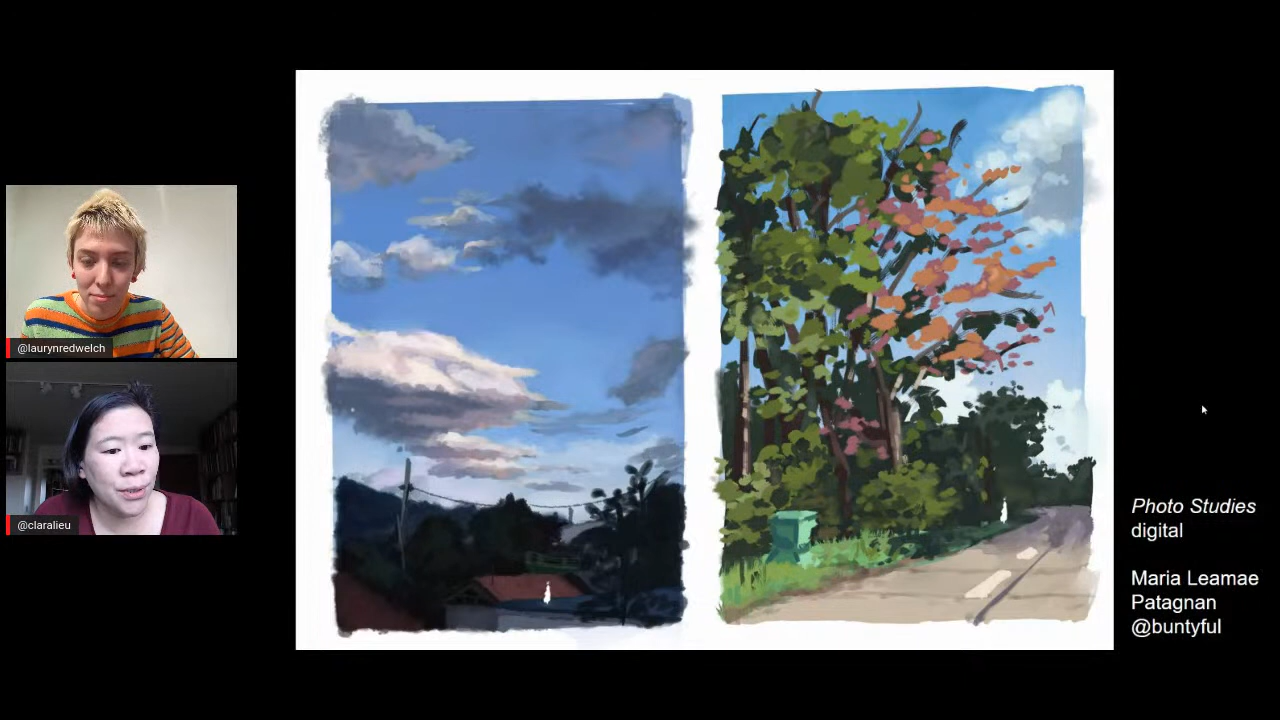 @laurynredwelch
@claralieu
Photo Studies
digital
Maria Leamae
Patagnan
@buntyful